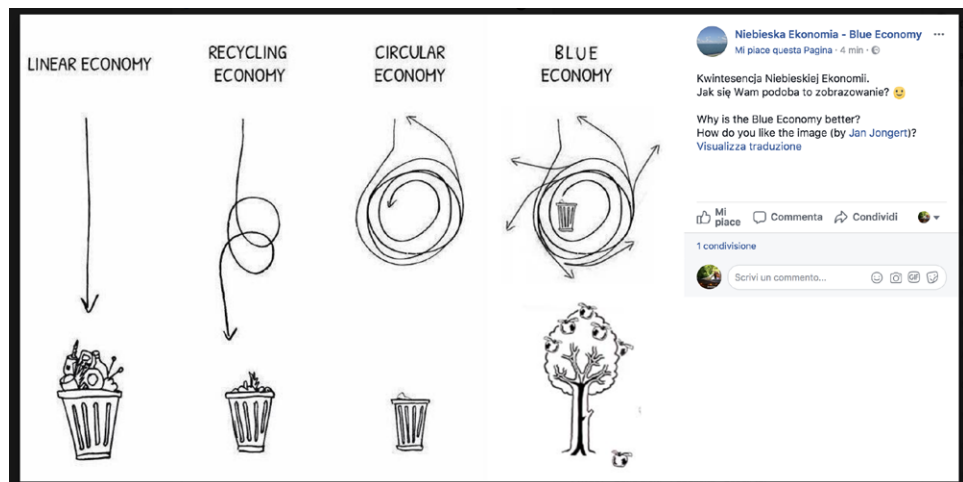 LINEAR ECONOMY
RECYCLING
ECONOMY
CIRCULAR
ECONOMY
BLUE
ECONOMY
Niebieska Ekonomia - Blue Economy
Mi piace questa Pagina · 4 min ·
Kwintesencja Niebieskiej Ekonomii.
Jak się Wam podoba to zobrazowanie?
Why is the Blue Economy better?
How do you like the image (by Jan Jongert)?
Visualizza traduzione
Mi
piace
Commenta
Condividi
1 condivisione
Scrivi un commento...
GIF